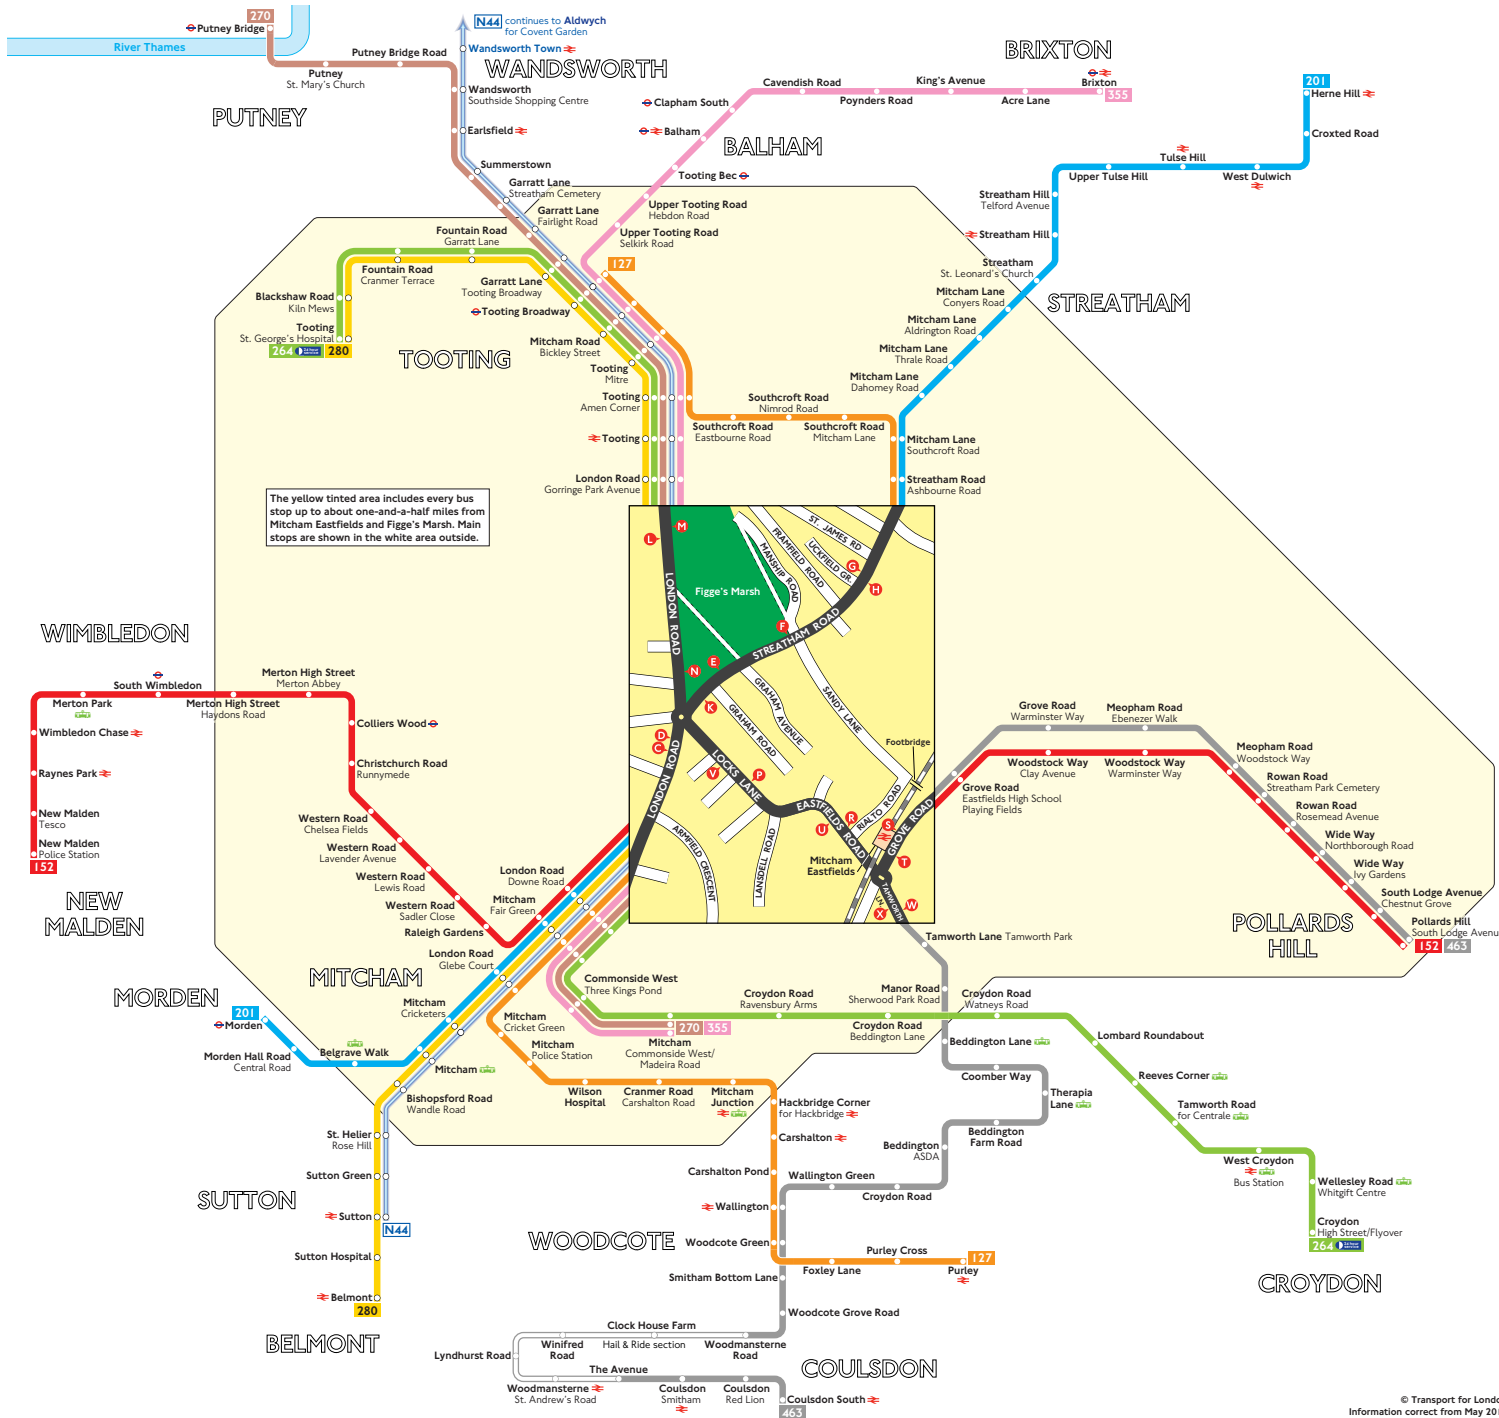 270
Putney Bridge
River Thames
Putney Bridge Road
Putney
St. Mary's Church
PUTNEY
N44 continues to Aldwych
for Covent Garden
Wandsworth Town
WANDSWORTH
Wandsworth
Southside Shopping Centre
Earlsfield
Summerstown
Garratt Lane
Streatham Cemetery
Garratt Lane
Fairlight Road
BRIXTON
Cavendish Road
King's Avenue
Brixton
355
Poynders Road
Acre Lane
Clapham South
Balham
BALHAM
Tooting Bec
Upper Tooting Road
Hebdon Road
Upper Tooting Road
Selkirk Road
127
201
Herne Hill
Croxted Road
Tulse Hill
Upper Tulse Hill
West Dulwich
Streatham Hill
Telford Avenue
Streatham Hill
Streatham
St. Leonard's Church
STREATHAM
Mitcham Lane
Conyers Road
Mitcham Lane
Aldrington Road
Mitcham Lane
Thrale Road
Mitcham Lane
Dahomey Road
Mitcham Lane
Southcroft Road
Streatham Road
Ashbourne Road
Fountain Road
Garratt Lane
Fountain Road
Cranmer Terrace
Blackshaw Road
Kiln Mews
Tooting
St. George's Hospital
264
280
TOOTING
Garratt Lane
Tooting Broadway
Tooting Broadway
Mitcham Road
Bickley Street
Tooting
Mitre
Tooting
Amen Corner
Tooting
London Road
Gorringe Park Avenue
Southcroft Road
Nimrod Road
Southcroft Road
Eastbourne Road
Southcroft Road
Mitcham Lane
The yellow tinted area includes every bus
stop up to about one-and-a-half miles from
Mitcham Eastfields and Figge's Marsh. Main
stops are shown in the white area outside.
L
M
G
H
F
E
N
K
D
C
V
P
U
R
S
T
W
X
ST. JAMES RD
FRAMFIELD ROAD
UCKFIELD GR.
MANSHIP ROAD
LONDON ROAD
Figge's Marsh
STREATHAM ROAD
SANDY LANE
GRAHAM AVENUE
GRAHAM ROAD
LOCKS LANE
LONDON ROAD
EASTFIELDS ROAD
RIALTO ROAD
GROVE ROAD
ARMFIELD CRESCENT
LANSDELL ROAD
Mitcham
Eastfields
TAMWORTH
LN.
Footbridge
WIMBLEDON
South Wimbledon
Merton Park
Merton High Street
Haydons Road
Merton High Street
Merton Abbey
Colliers Wood
Christchurch Road
Runnymede
Wimbledon Chase
Raynes Park
New Malden
Tesco
New Malden
Police Station
152
NEW
MALDEN
Western Road
Chelsea Fields
Western Road
Lavender Avenue
Western Road
Lewis Road
Western Road
Sadler Close
Raleigh Gardens
London Road
Downe Road
Mitcham
Fair Green
London Road
Glebe Court
MITCHAM
Mitcham
Cricketers
MORDEN
201
Morden
Morden Hall Road
Central Road
Belgrave Walk
Mitcham
Bishopsford Road
Wandle Road
St. Helier
Rose Hill
Sutton Green
SUTTON
Sutton
N44
Sutton Hospital
Belmont
280
BELMONT
Grove Road
Warminster Way
Meopham Road
Ebenezer Walk
Meopham Road
Woodstock Way
Woodstock Way
Clay Avenue
Woodstock Way
Warminster Way
Grove Road
Eastfields High School
Playing Fields
Rowan Road
Streatham Park Cemetery
Rowan Road
Rosemead Avenue
Wide Way
Northborough Road
Wide Way
Ivy Gardens
South Lodge Avenue
Chestnut Grove
Pollards Hill
South Lodge Avenu
152
463
POLLARDS
HILL
Tamworth Lane Tamworth Park
Manor Road
Sherwood Park Road
Commonside West
Three Kings Pond
Croydon Road
Ravensbury Arms
Croydon Road
Beddington Lane
Croydon Road
Watneys Road
Lombard Roundabout
Reeves Corner
Tamworth Road
for Centrale
West Croydon
Bus Station
Wellesley Road
Whitgift Centre
Croydon
High Street/Flyover
264
CROYDON
270
355
Mitcham
Commonside West/
Madeira Road
Mitcham
Cricket Green
Mitcham
Police Station
Wilson
Hospital
Cranmer Road
Carshalton Road
Mitcham
Junction
Hackbridge Corner
for Hackbridge
Carshalton
Carshalton Pond
Wallington
Woodcote Green
WOODCOTE
Beddington Lane
Coomber Way
Therapia
Lane
Beddington
Farm Road
Beddington
ASDA
Wallington Green
Croydon Road
Purley Cross
Foxley Lane
Purley
127
Smitham Bottom Lane
Woodcote Grove Road
Clock House Farm
Hail & Ride section
Winifred
Road
Woodmansterne
Road
Lyndhurst Road
The Avenue
Woodmansterne
St. Andrew's Road
Coulsdon
Smitham
Coulsdon
Red Lion
Coulsdon South
463
COULSDON
© Transport for Londo
Information correct from May 201